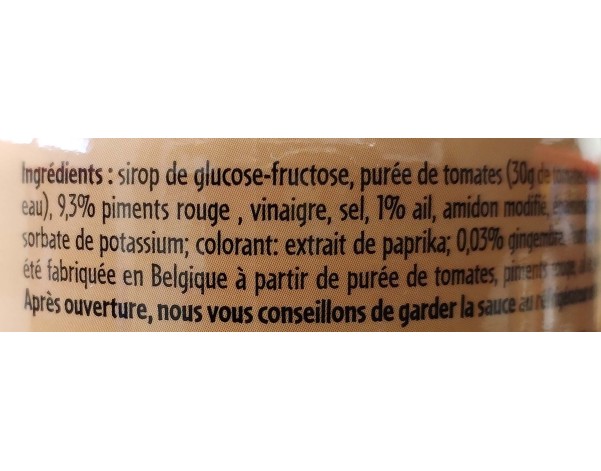 Ingrédients : sirop de glucose-fructose, purée de tomates (30g de
eau), 9,3% piments rouge , vinaigre, sel, 1% ail, amidon modifié,
sorbate de potassium; colorant: extrait de paprika; 0,03% gingembre,
été fabriquée en Belgique à partir de purée de tomates, piments rouge,
Après ouverture, nous vous conseillons de garder la sauce au